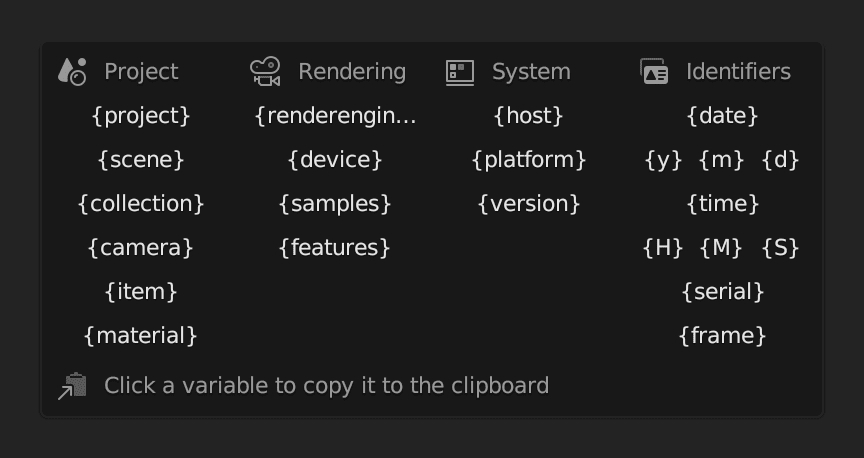 Project Rendering System Identifiers
{project} {renderengin... {host} {date}
{scene} {device} {platform} {y} {m} {d}
{collection} {samples} {version} {time}
{camera} {features} {H} {M} {S}
{item} {serial}
{material} {frame}
Click a variable to copy it to the clipboard